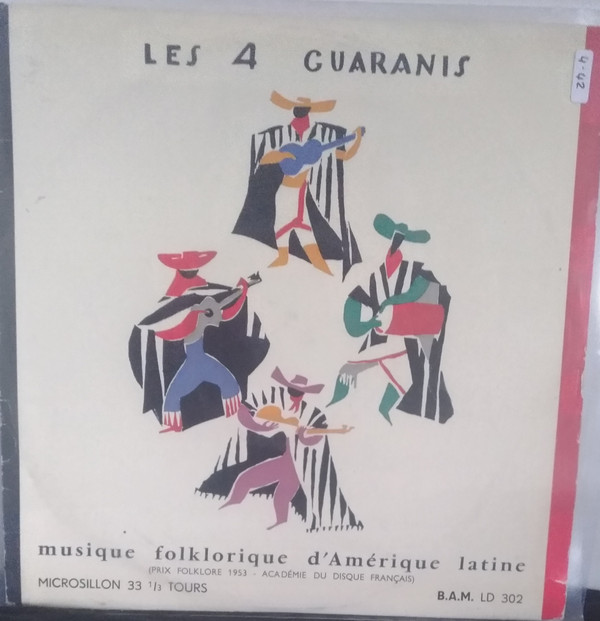 LES 4 GUARANIS
4-42
musique folklorique d'Amérique latine
(PRIX FOLKLORE 1953 - ACADÉMIE DU DISQUE FRANÇAIS)
MICROSILLON 33 1/3 TOURS
B.A.M. LD 302